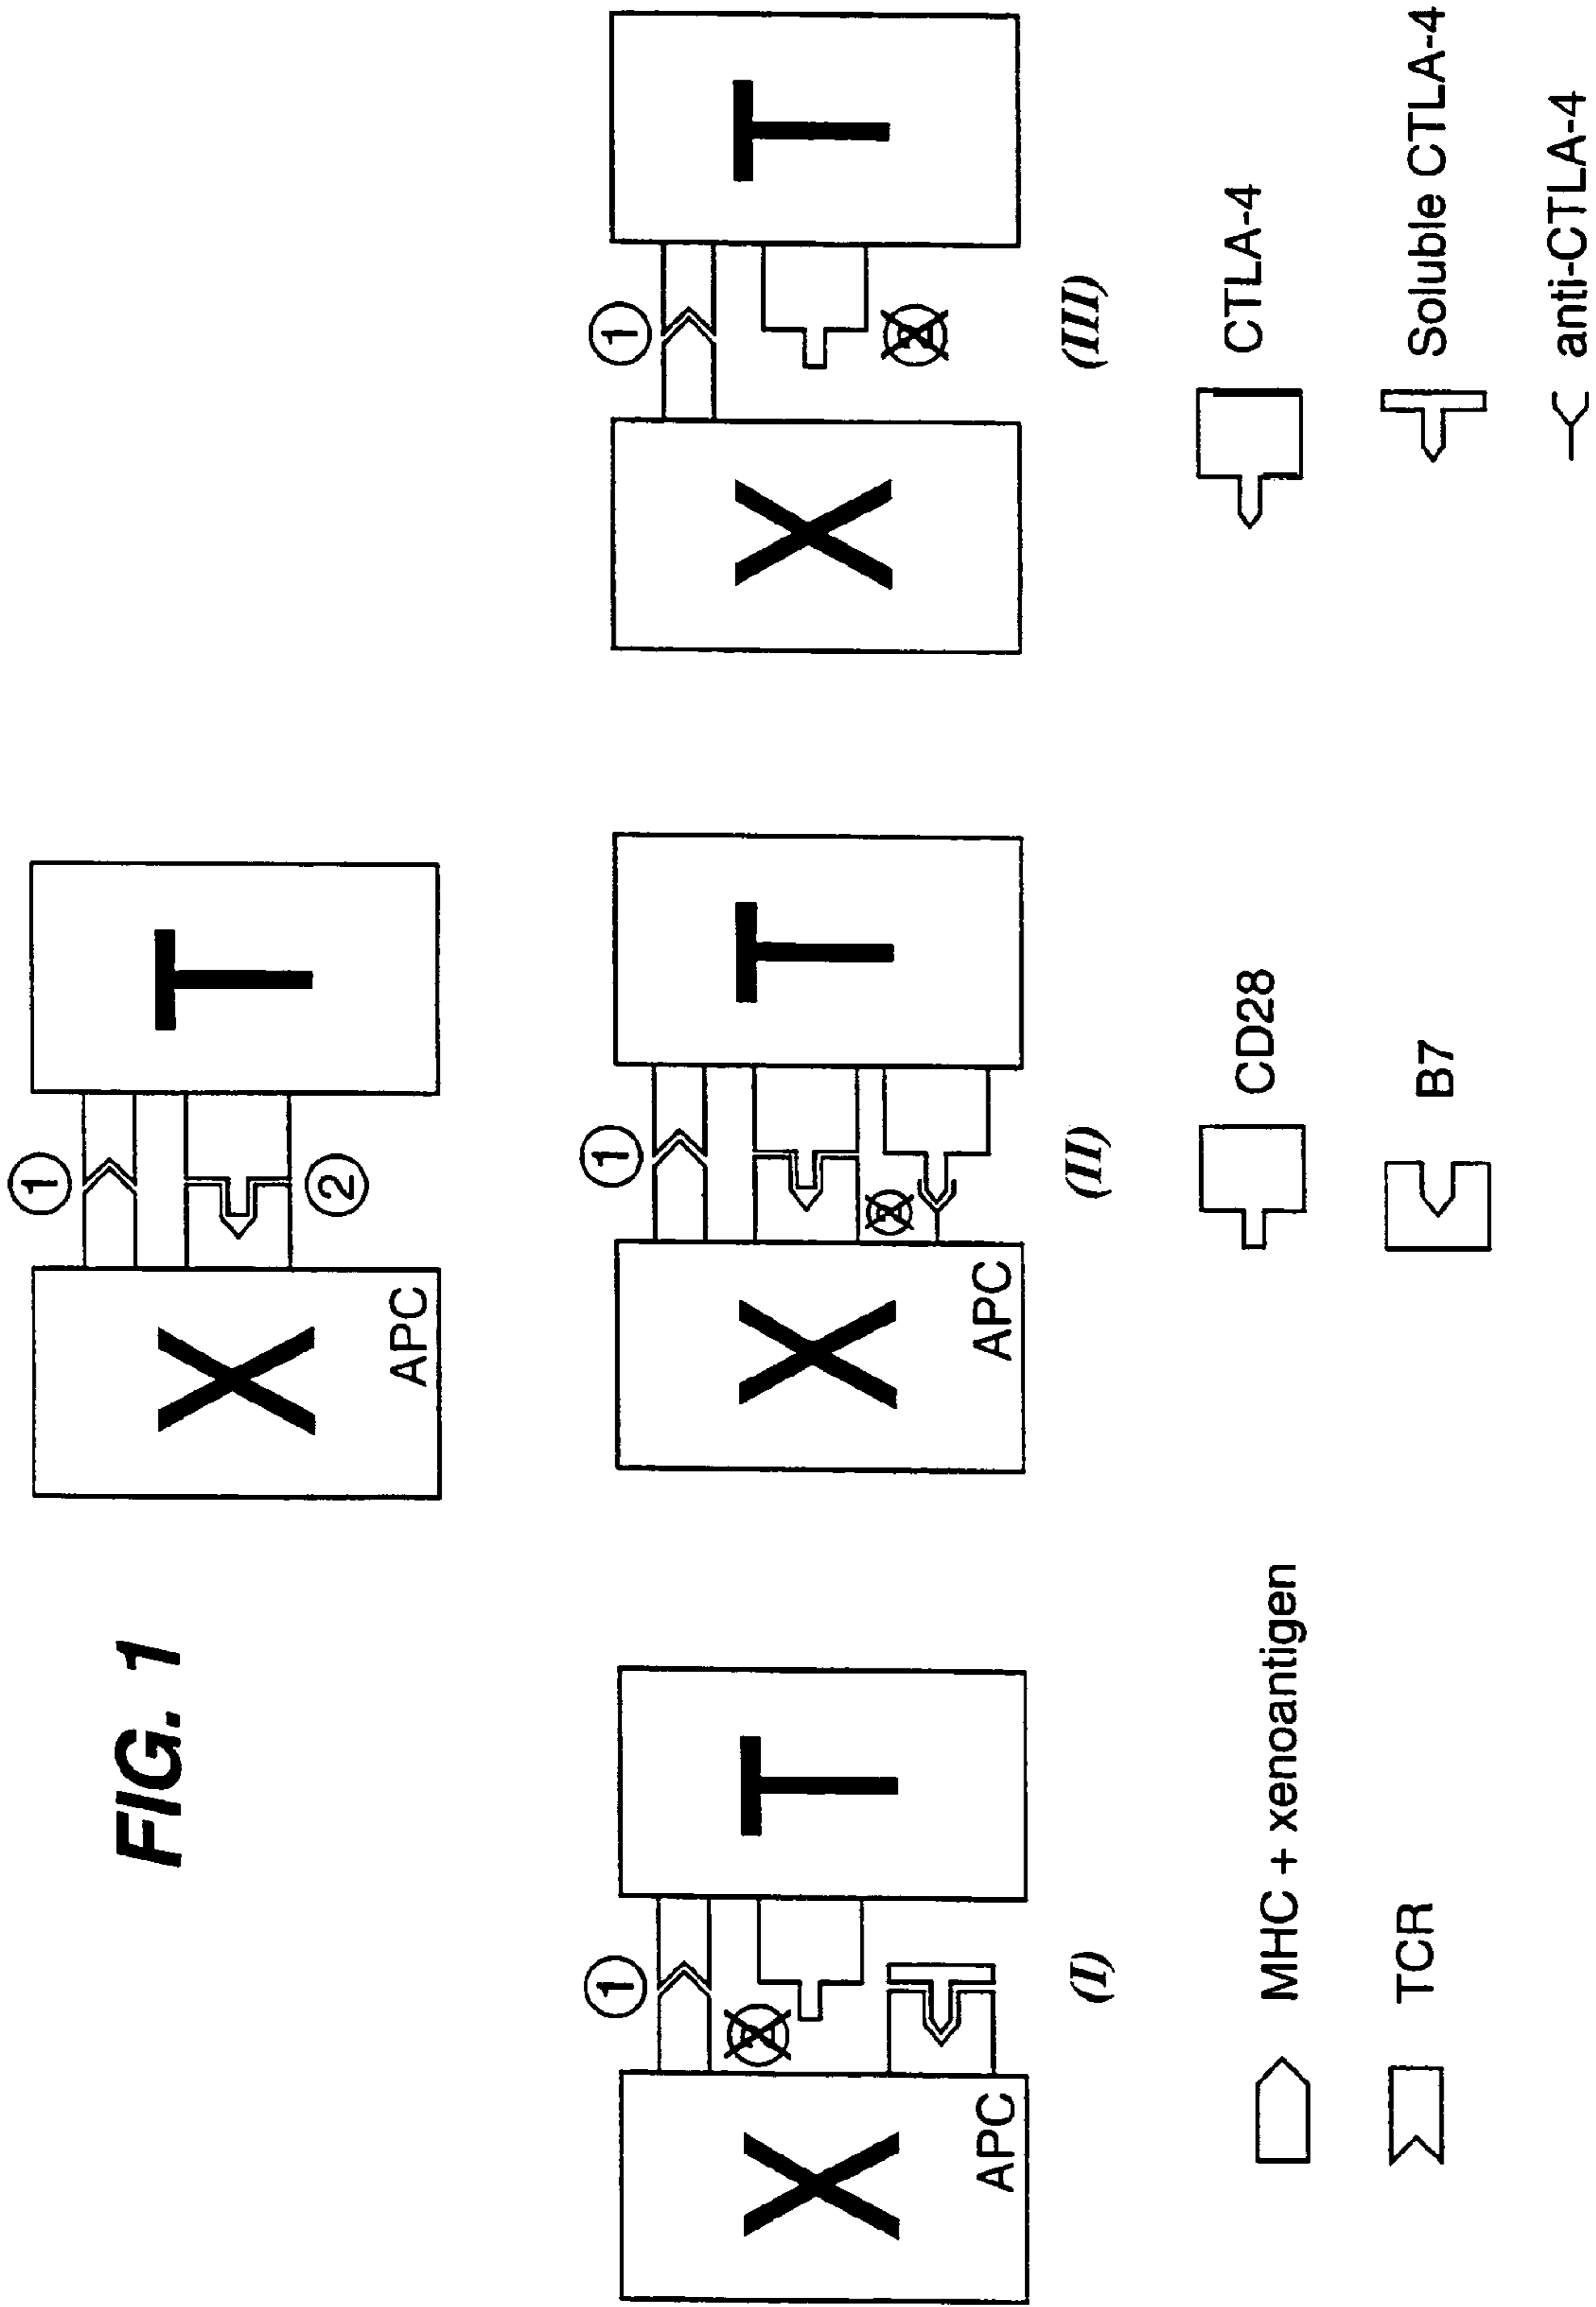 FIG. 1
1
X
APC
T
2
1
X
APC
T
(I)
1
X
APC
T
(II)
1
X
T
(III)
MHC + xenoantigen
CD28
CTLA-4
TCR
B7
Soluble CTLA-4
anti-CTLA-4